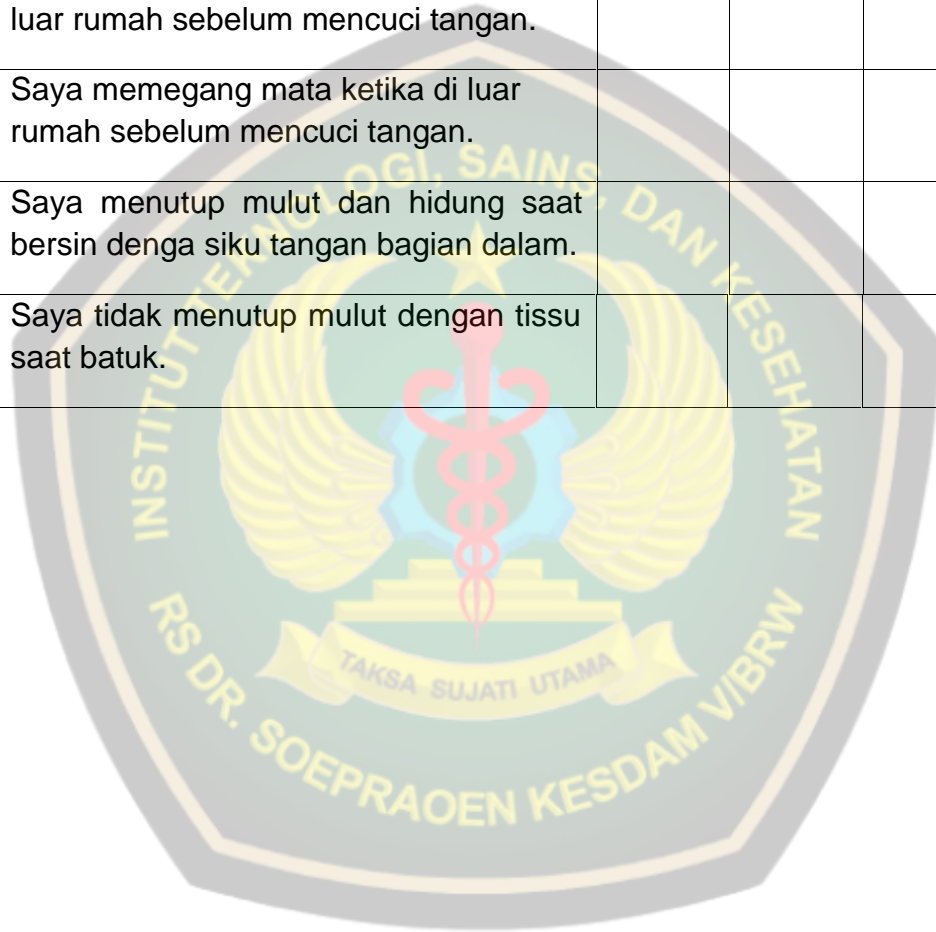 luar rumah sebelum mencuci tangan.
Saya memegang mata ketika di luar
rumah sebelum mencuci tangan.
Saya menutup mulut dan hidung saat
bersin denga siku tangan bagian dalam.
Saya tidak menutup mulut dengan tissu
saat batuk.
INSTITUT TEKNOLOGI, SAINS, DAN KESEHATAN
TAKSA SUJATI UTAMA
RS DR. SOEPRAOEN KESDAM V/BRW